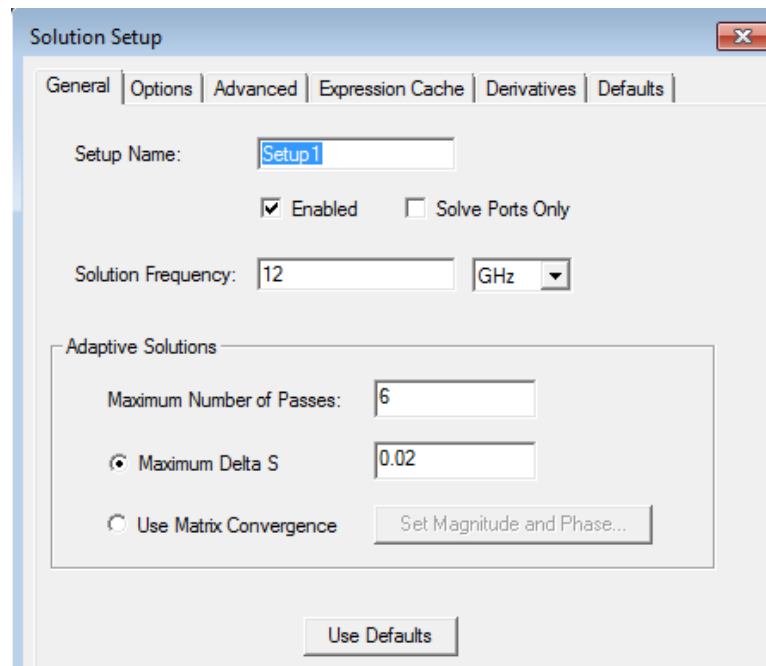 Solution Setup
General Options Advanced Expression Cache Derivatives Defaults
Setup Name: Setup1
Enabled Solve Ports Only
Solution Frequency: 12 GHz
Adaptive Solutions
Maximum Number of Passes: 6
Maximum Delta S 0.02
Use Matrix Convergence Set Magnitude and Phase...
Use Defaults